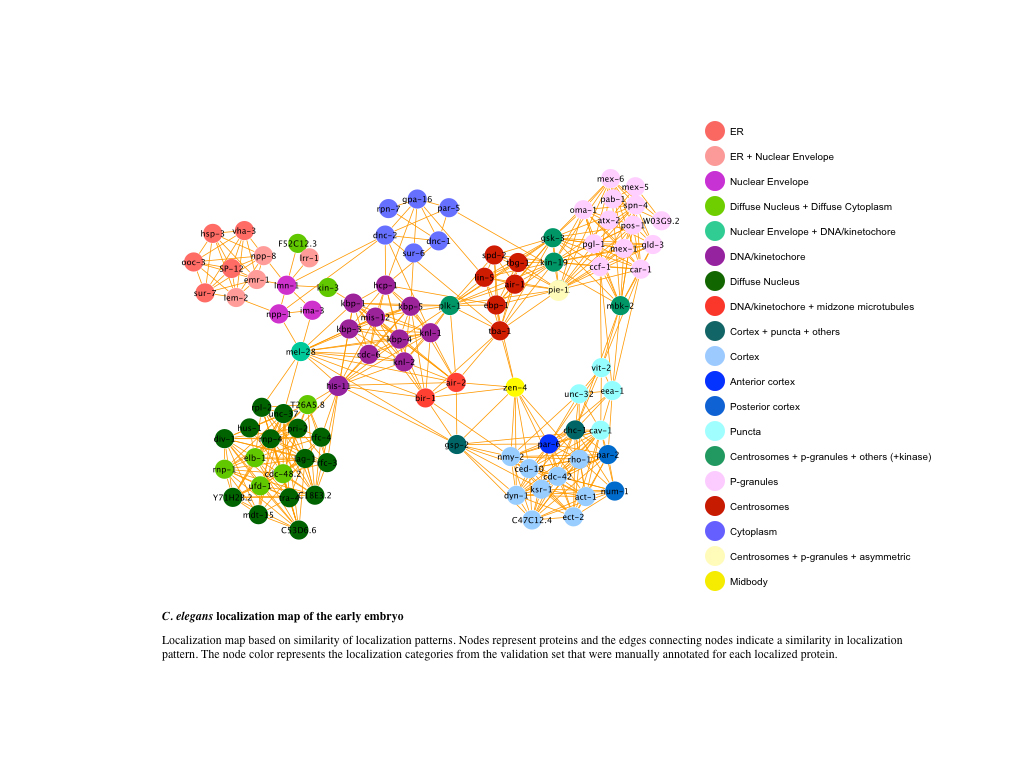 mex-6
mex-5
pab-1
spn-4
oma-1
atx-2
pos-1
W03G9.2
pgl-1
mex-1
gld-3
ccf-1
car-1
gpa-16
rpn-7
par-5
dnc-2
dnc-1
sur-6
hsp-3
vha-3
F52C12.3
npp-8
lrr-1
ooc-3
SP-12
emr-1
lmn-1
kin-3
sur-7
lem-2
npp-1
ima-3
gsk-3
spd-2
tbg-1
kin-19
lin-5
air-1
pie-1
hcp-1
kbp-1
kbp-5
plk-1
mbk-2
mis-12
kbp-3
kbp-4
knl-1
tba-1
mel-28
cdc-6
knl-2
vit-2
his-11
air-2
zen-4
unc-32
eea-1
bir-1
T26A5.8
unc-37
hus-1
div-1
elb-1
rnp-1
cdc-48.2
ufd-1
Y71H2B.2
C18E3.2
C53D6.6
gsp-2
par-6
cav-1
nmy-2
rho-1
par-2
ced-10
cdc-42
dyn-1
ksr-1
act-1
num-1
C47C12.4
ect-2
ER
ER + Nuclear Envelope
Nuclear Envelope
Diffuse Nucleus + Diffuse Cytoplasm
Nuclear Envelope + DNA/kinetochore
DNA/kinetochore
Diffuse Nucleus
DNA/kinetochore + midzone microtubules
Cortex + puncta + others
Cortex
Anterior cortex
Posterior cortex
Puncta
Centrosomes + p-granules + others (+kinase)
P-granules
Centrosomes
Cytoplasm
Centrosomes + p-granules + asymmetric
Midbody
C. elegans localization map of the early embryo
Localization map based on similarity of localization patterns. Nodes represent proteins and the edges connecting nodes indicate a similarity in localization
pattern. The node color represents the localization categories from the validation set that were manually annotated for each localized protein.